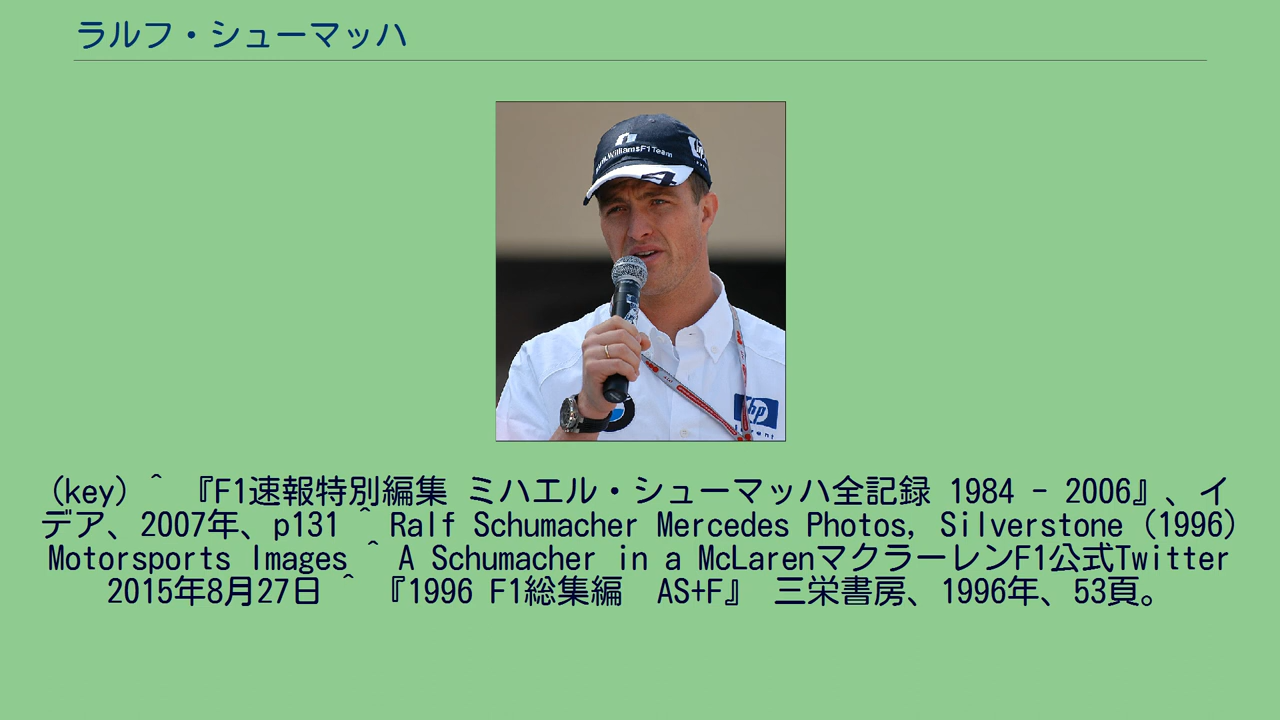 ラルフ・シューマッハ
WilliamsF1Team
hp
4
hp
(key) ^ 『F1速報特別編集 ミハエル・シューマッハ全記録 1984 - 2006』、イ
デア、2007年、p131 ^ Ralf Schumacher Mercedes Photos, Silverstone (1996)
Motorsports Images ^ A Schumacher in a McLarenマクラーレンF1公式Twitter
2015年8月27日 ^ 『1996 F1総集編　AS+F』 三栄書房、1996年、53頁。